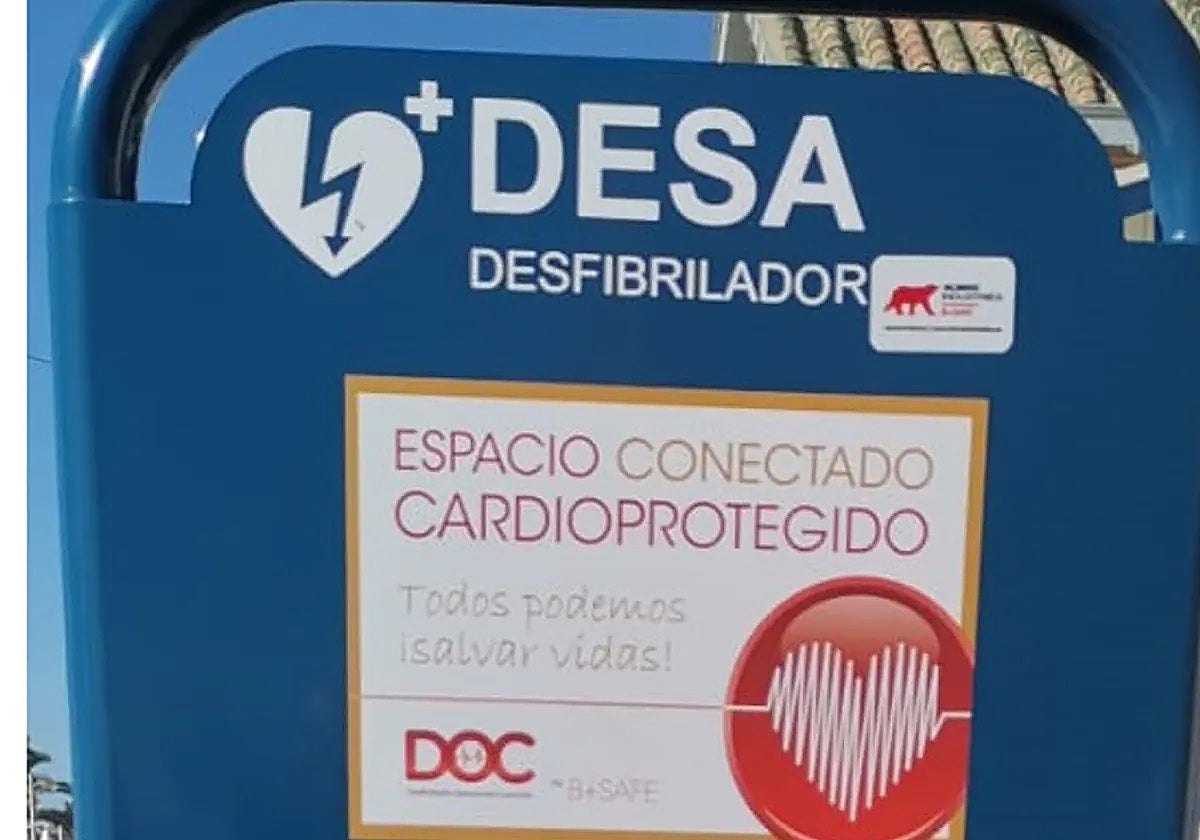 DESA
DESFIBRILADOR
ESPACIO CONECTADO
CARDIOPROTEGIDO
Todos podemos
¡salvar vidas!
DOC
B+SAFE